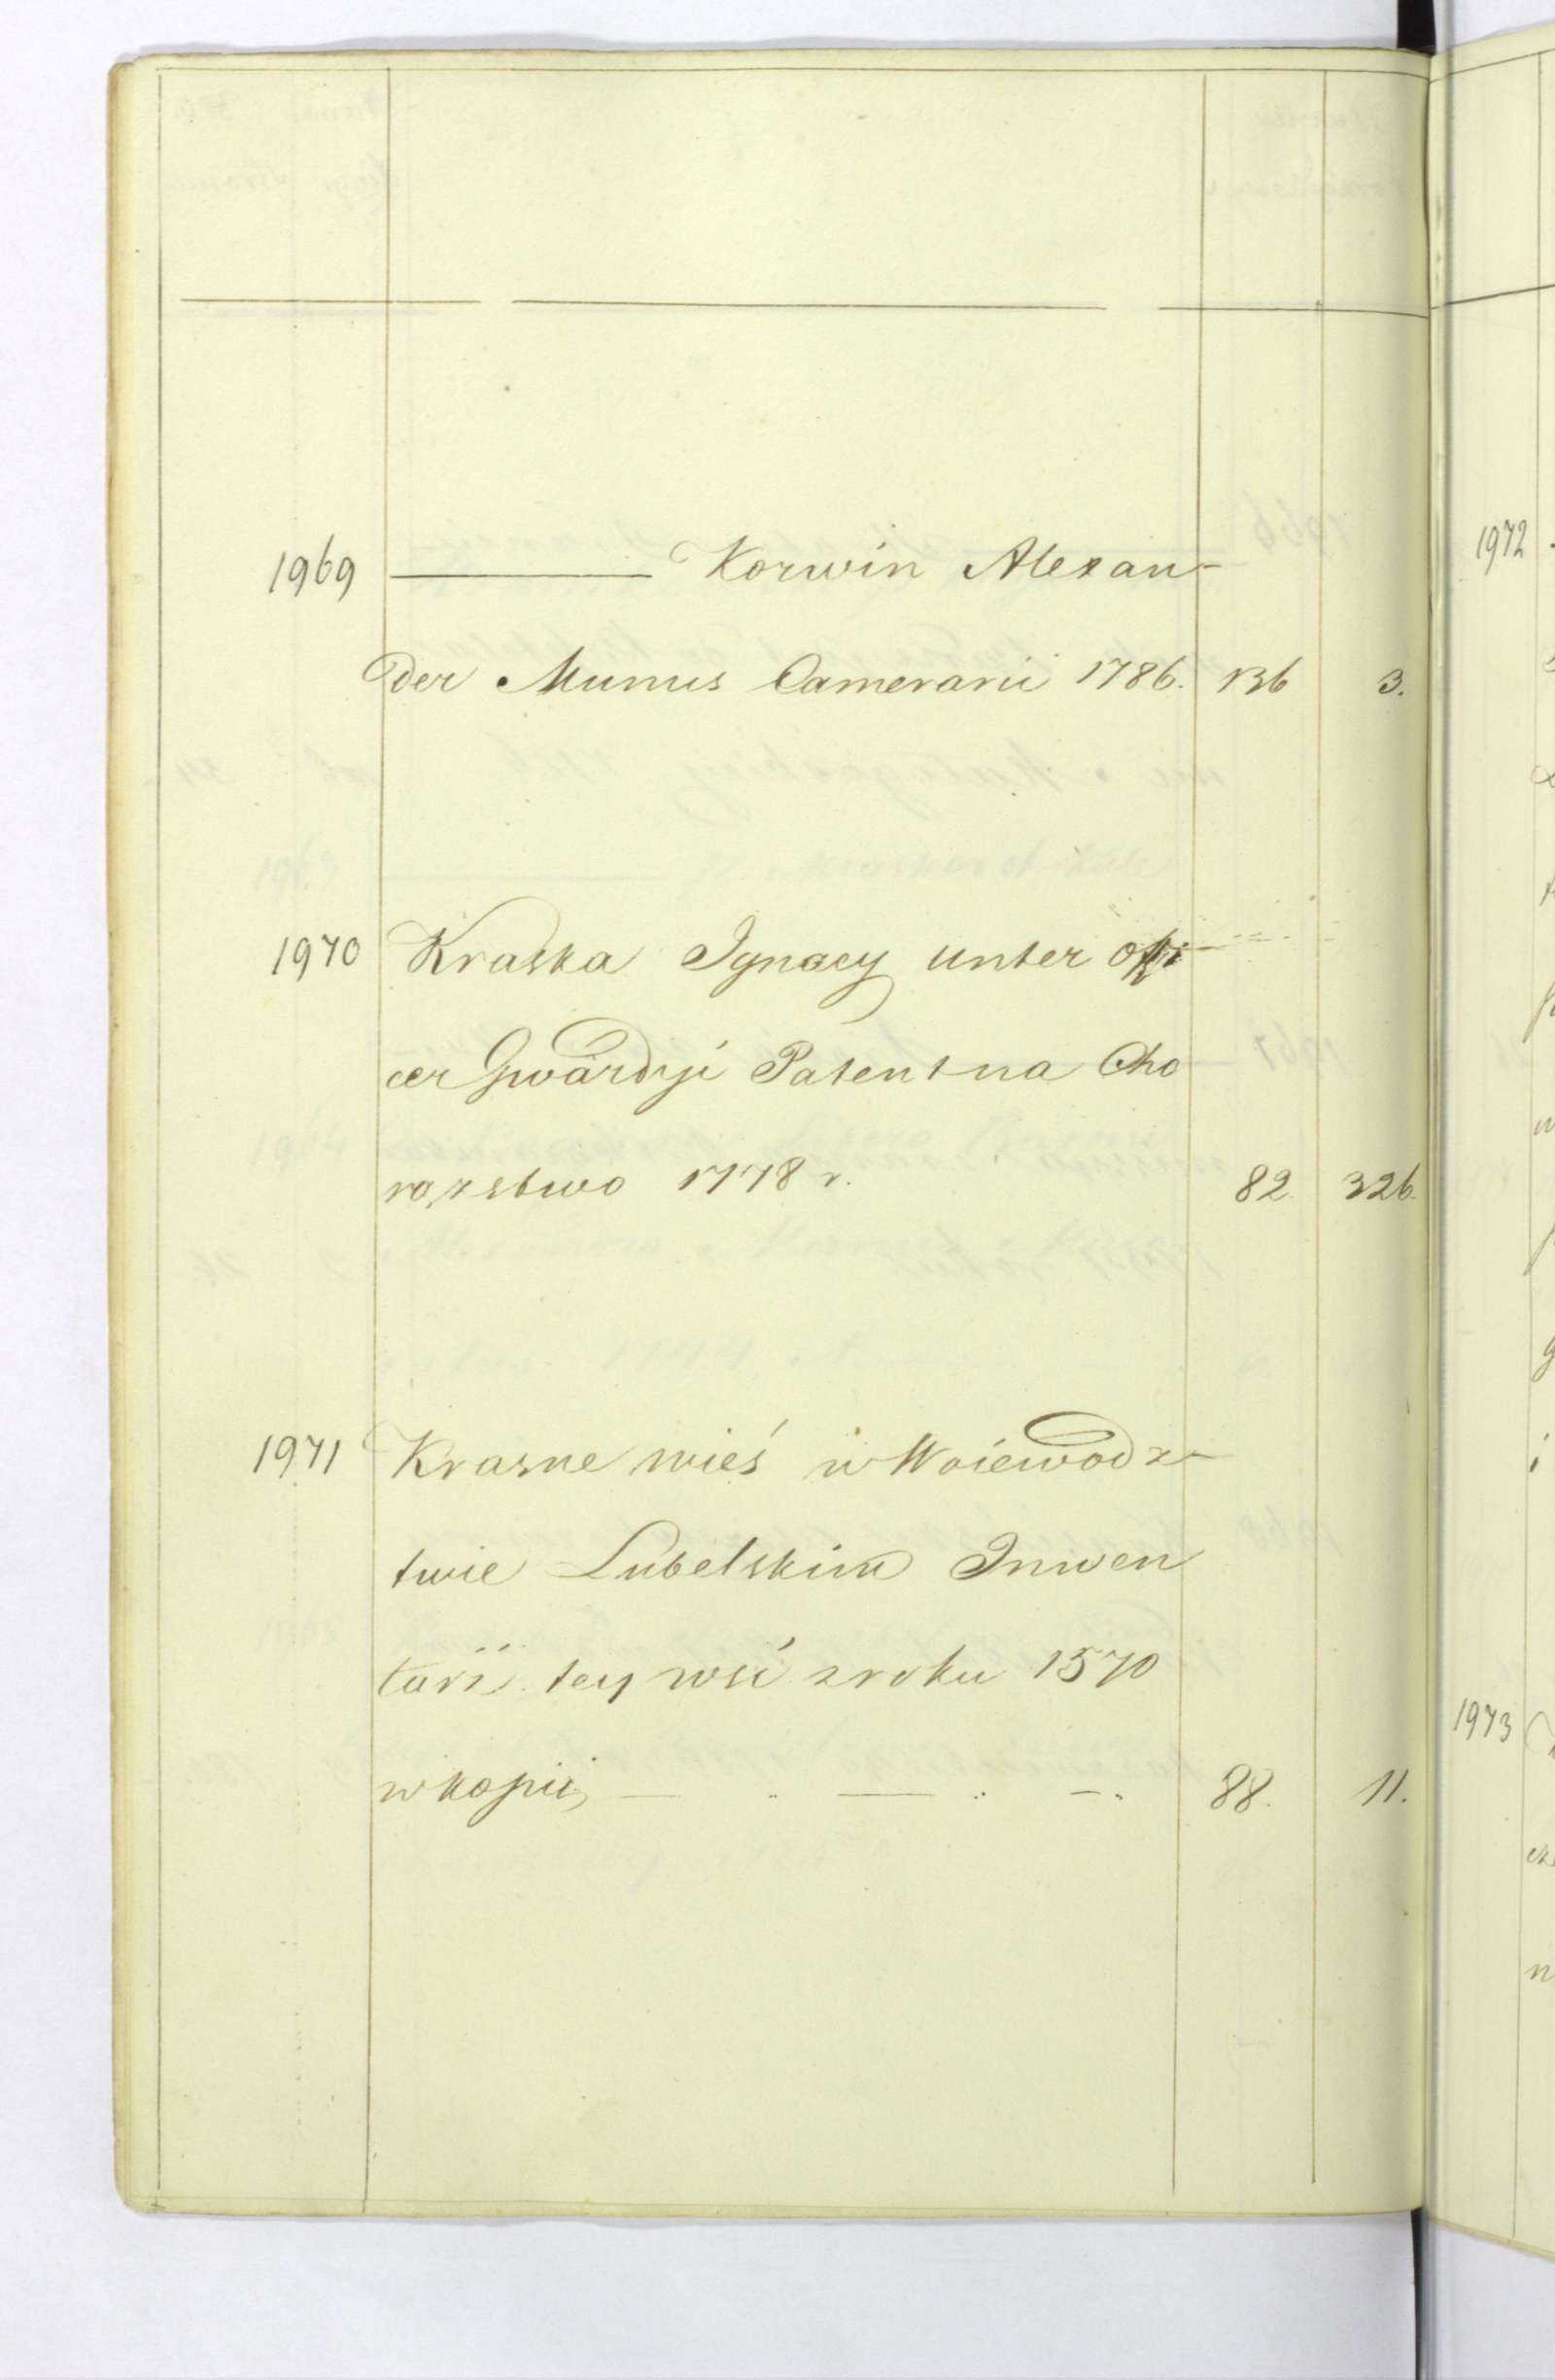 1969 ——— Korwin Alexan-
der Munus Camerarii 1786. 136 3.
1970 Kraska Ignacy unter offi-
cer Gwardyi Patent na Cho
rązstwo 1778 r. 82. 326.
1971 Krasne wieś w Woiewodz-
twie Lubelskim Inwen
tarz tey wsi z roku 1570
w kopii, — .. — .. — .. 88. 11.
1972
1973